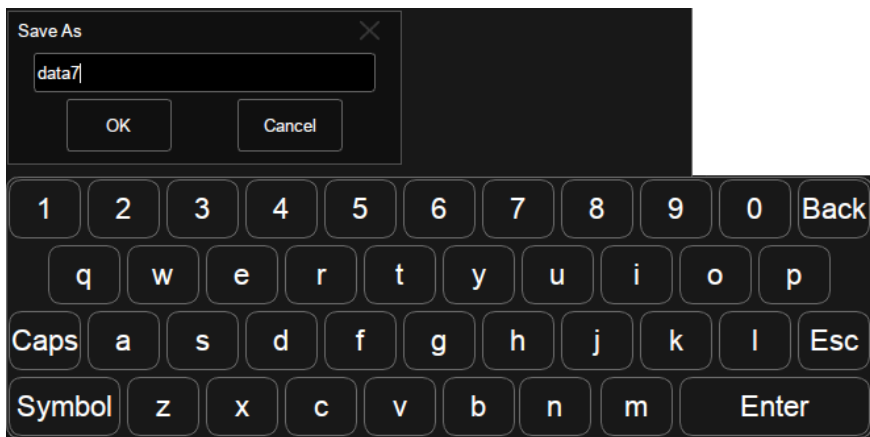 Save As
data7
OK Cancel
1 2 3 4 5 6 7 8 9 0 Back
q w e r t y u i o p
Caps a s d f g h j k l Esc
Symbol z x c v b n m Enter